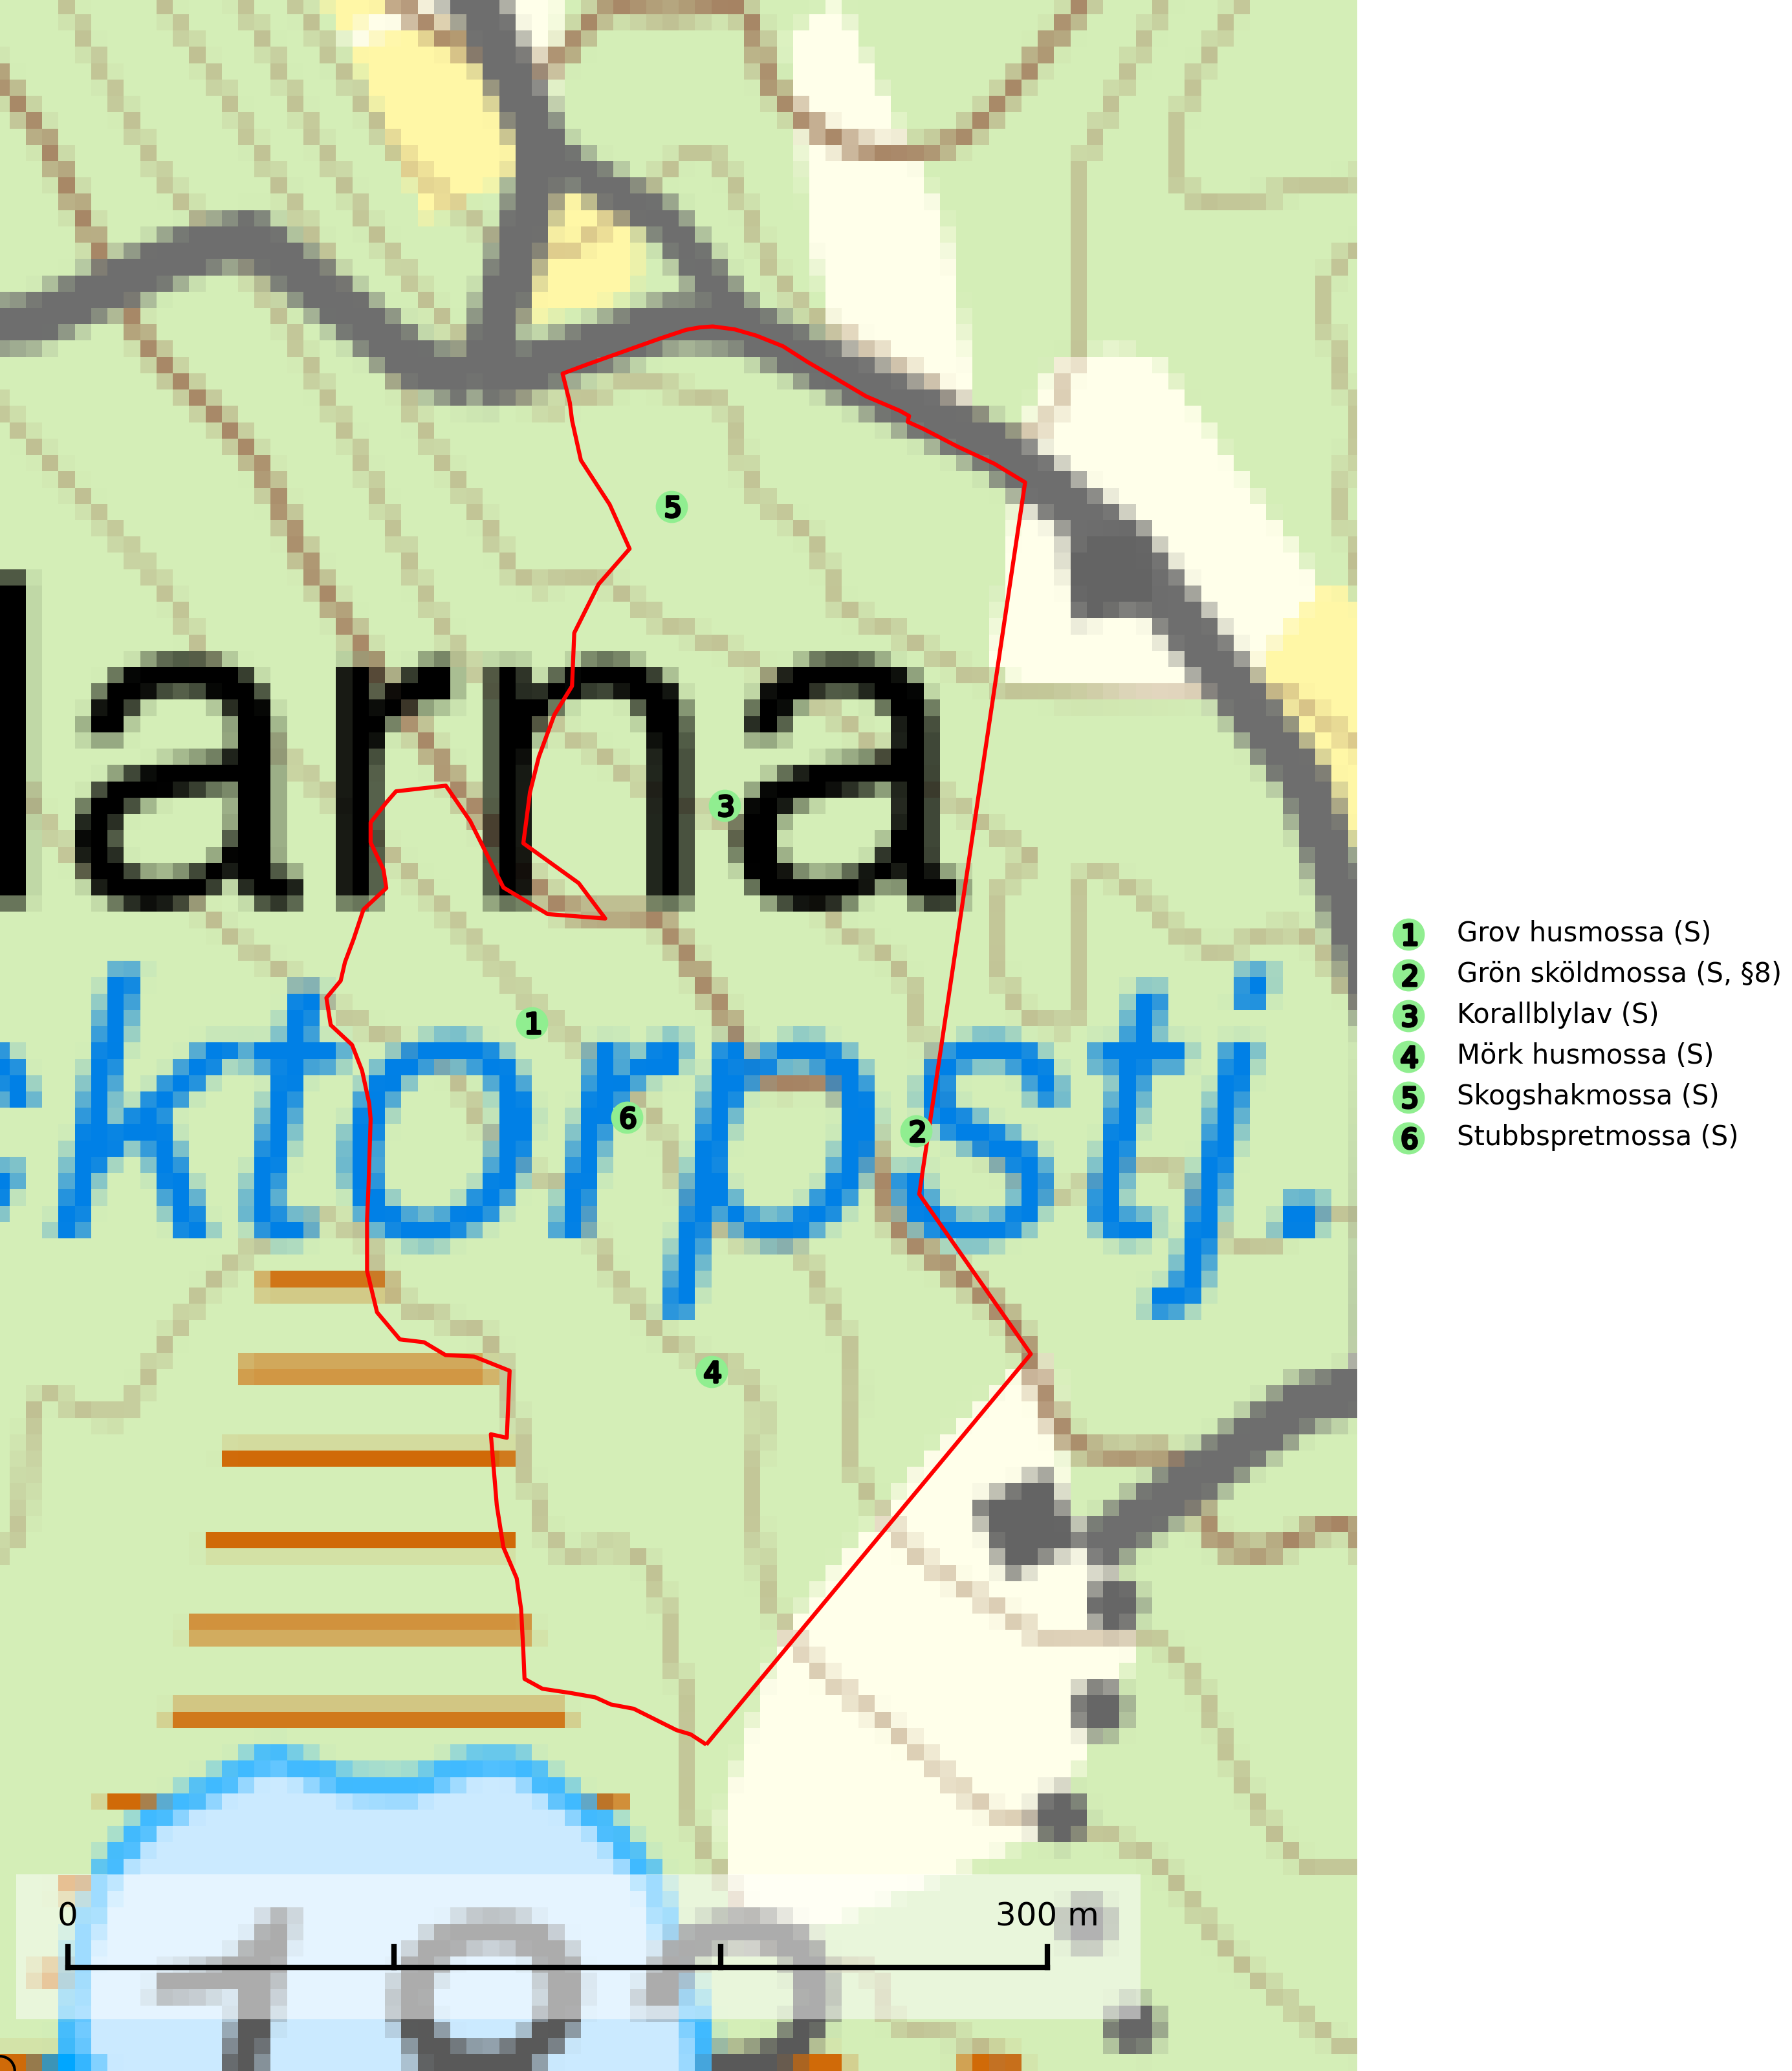 5
larna
3
1
ktorpstj.
6
2
4
1 Grov husmossa (S)
2 Grön sköldmossa (S, §8)
3 Korallblylav (S)
4 Mörk husmossa (S)
5 Skogshakmossa (S)
6 Stubbspretmossa (S)
0 300 m